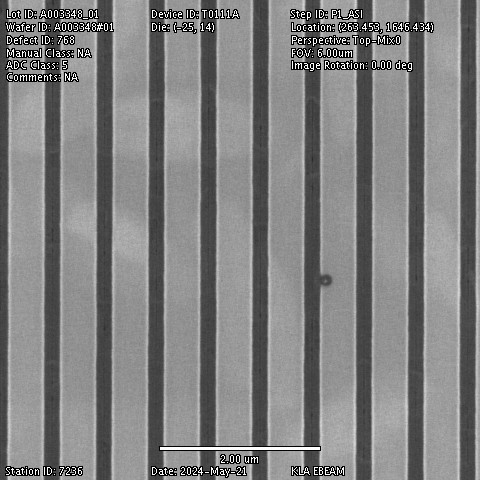 Lot ID: A003348_01 Device ID: T0111A Step ID: P1_ASI
Wafer ID: A003348#01 Die: (-25, 14) Location: (263.453, 1646.434)
Defect ID: 768 Perspective: Top-Mix0
Manual Class: NA FOV: 6.00um
ADC Class: 5 Image Rotation: 0.00 deg
Comments: NA
2.00 um
Station ID: 7236 Date: 2024-May-21 KLA EBEAM